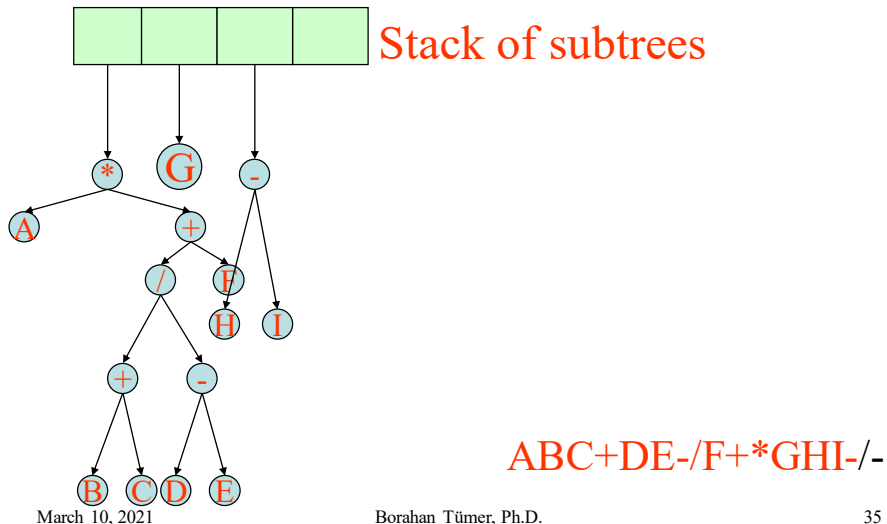 Stack of subtrees
* G -
A +
/ F
H I
+ -
B C D E
ABC+DE-/F+*GHI-/-
March 10, 2021 Borahan Tümer, Ph.D. 35